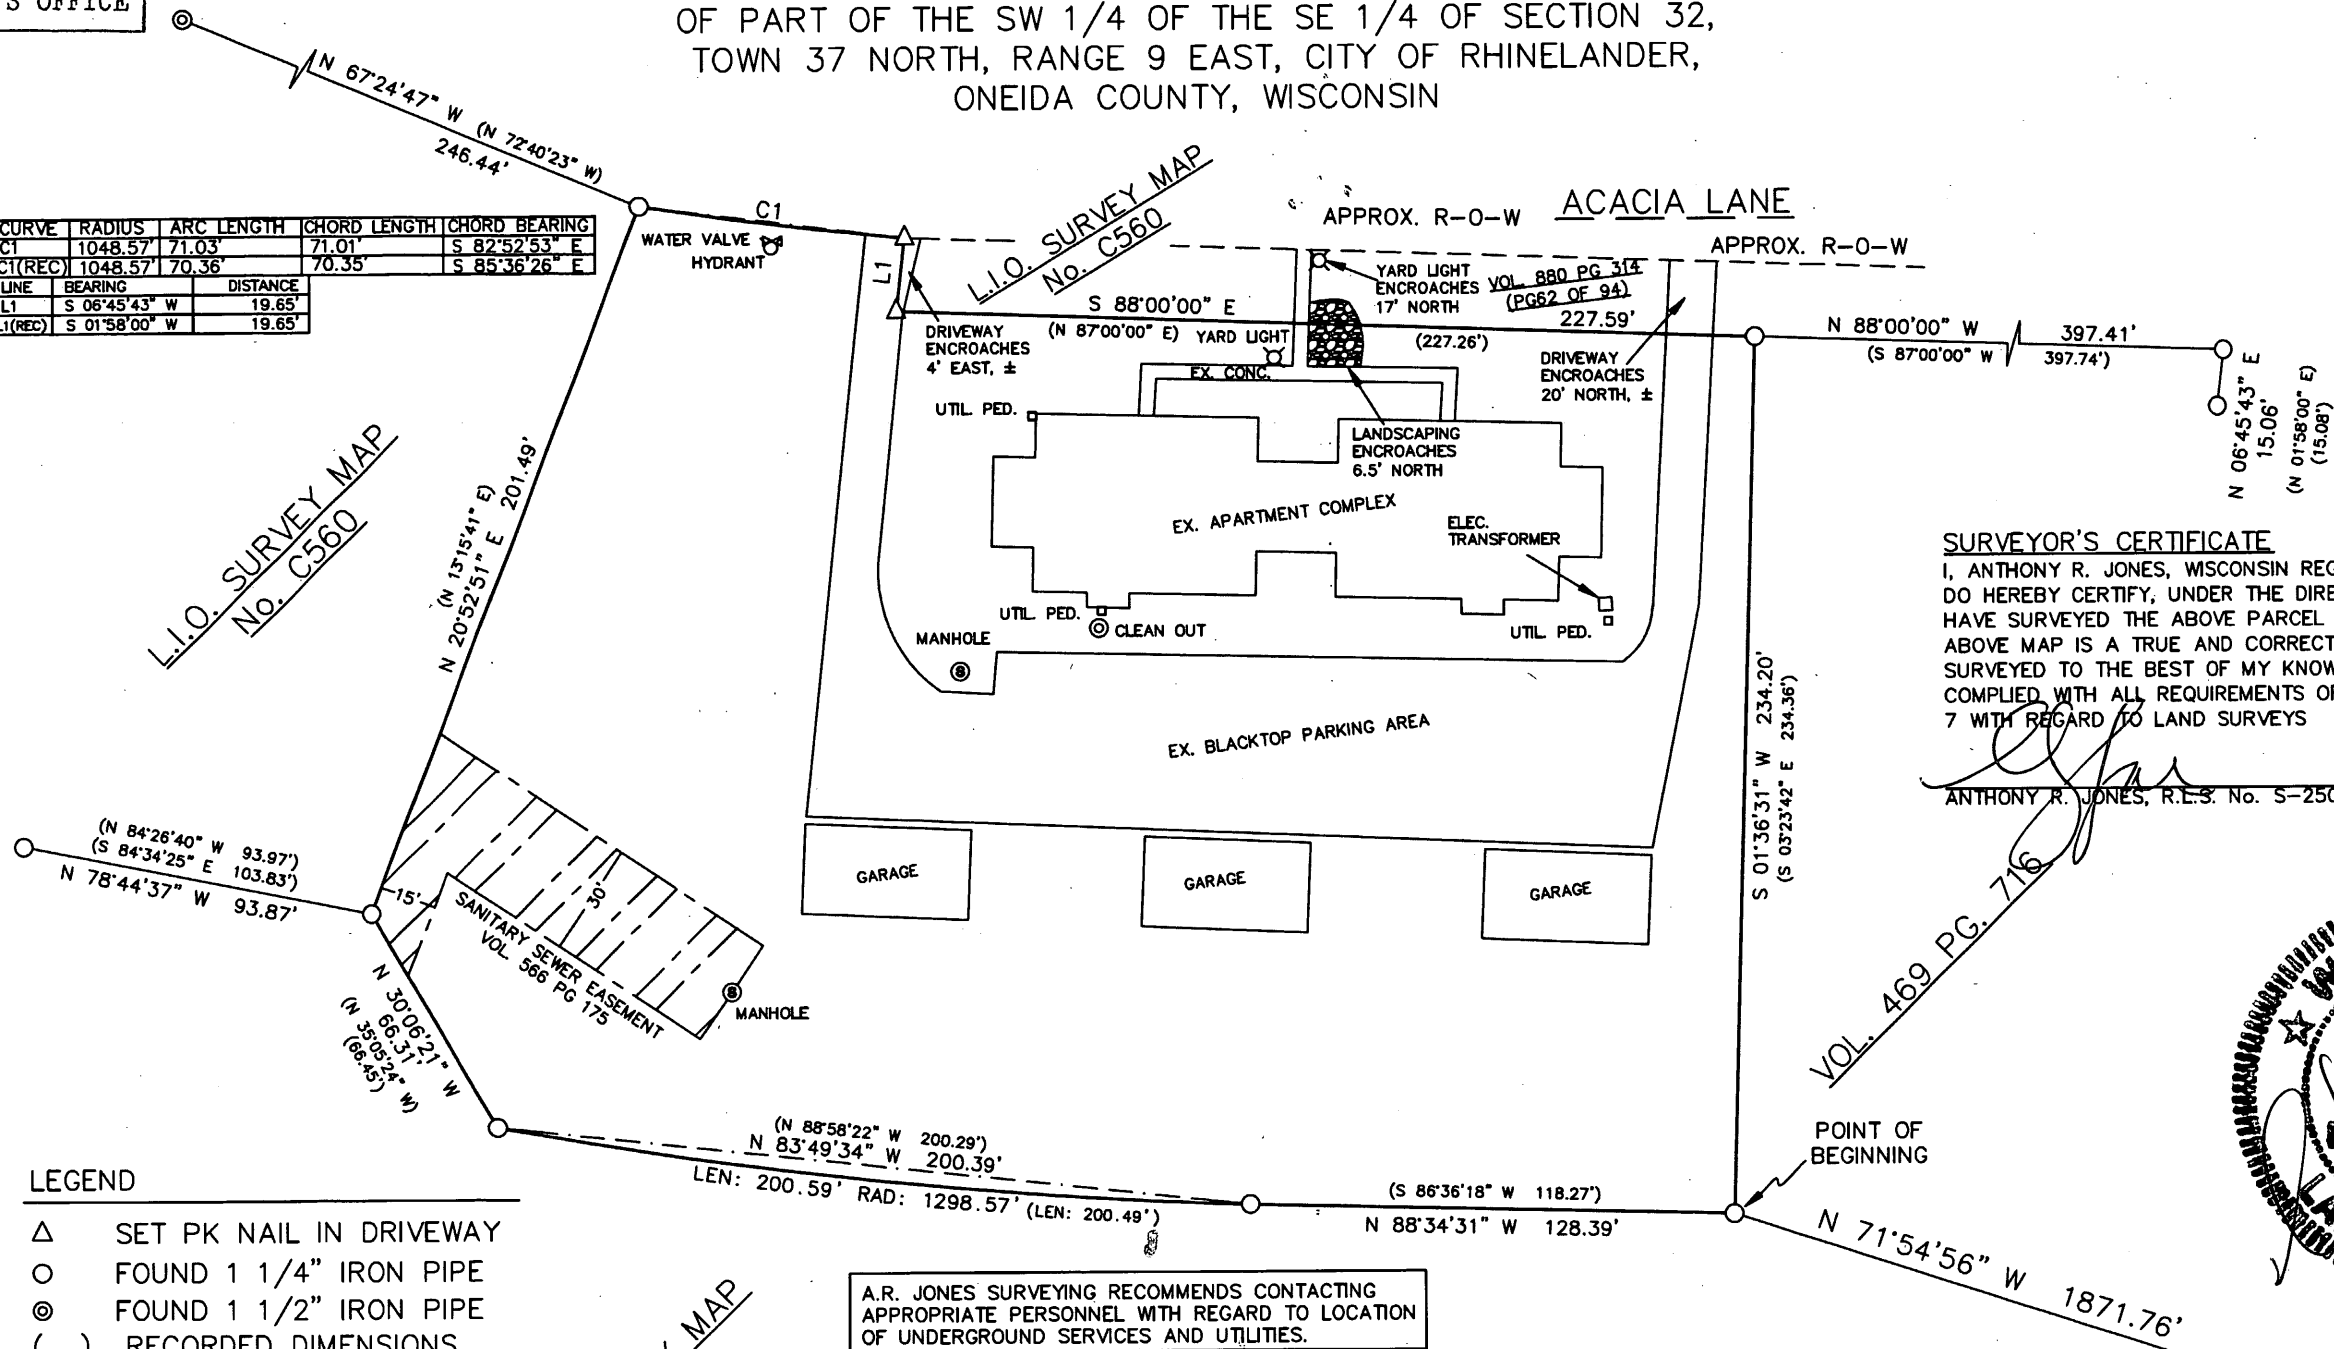 S OFFICE
OF PART OF THE SW 1/4 OF THE SE 1/4 OF SECTION 32,
TOWN 37 NORTH, RANGE 9 EAST, CITY OF RHINELANDER,
ONEIDA COUNTY, WISCONSIN
N 67°24'47" W (N 72°40'23" W)
246.44'
CURVE RADIUS ARC LENGTH CHORD LENGTH CHORD BEARING
C1 1048.57' 71.03' 71.01' S 82°52'53" E
C1(REC) 1048.57' 70.36' 70.35' S 85°36'26" E
LINE BEARING DISTANCE
L1 S 06°45'43" W 19.65'
L1(REC) S 01°58'00" W 19.65'
C1
WATER VALVE
HYDRANT
L1
L.I.O. SURVEY MAP
No. C560
APPROX. R-O-W
ACACIA LANE
APPROX. R-O-W
YARD LIGHT
ENCROACHES
17' NORTH
VOL. 880 PG 314
(PG62 OF 94)
S 88°00'00" E
227.59'
(N 87°00'00" E)
(227.26')
YARD LIGHT
N 88°00'00" W 397.41'
(S 87°00'00" W 397.74')
N 06°45'43" E
15.06'
(N 01°58'00" E)
(15.08')
DRIVEWAY
ENCROACHES
4' EAST, ±
DRIVEWAY
ENCROACHES
20' NORTH, ±
EX. CONC.
UTIL. PED.
LANDSCAPING
ENCROACHES
6.5' NORTH
EX. APARTMENT COMPLEX
ELEC.
TRANSFORMER
UTIL. PED.
CLEAN OUT
UTIL. PED.
MANHOLE
S
EX. BLACKTOP PARKING AREA
GARAGE
GARAGE
GARAGE
L.I.O. SURVEY MAP
No. C560
(N 13°15'41" E)
N 20°52'51" E 201.49'
SURVEYOR'S CERTIFICATE
I, ANTHONY R. JONES, WISCONSIN REG
DO HEREBY CERTIFY, UNDER THE DIRE
HAVE SURVEYED THE ABOVE PARCEL
ABOVE MAP IS A TRUE AND CORRECT
SURVEYED TO THE BEST OF MY KNOW
COMPLIED WITH ALL REQUIREMENTS OF
7 WITH REGARD TO LAND SURVEYS
ANTHONY R. JONES, R.L.S. No. S-250
S 01°36'31" W 234.20'
(S 03°23'42" E 234.36')
VOL. 469 PG. 716
(N 84°26'40" W 93.97')
(S 84°34'25" E 103.83')
N 78°44'37" W 93.87'
15'
30'
SANITARY SEWER EASEMENT
VOL. 566 PG 175
S
MANHOLE
N 30°06'21" W
66.31'
(N 35°05'24" W)
(66.45')
(N 88°58'22" W 200.29')
N 83°49'34" W 200.39'
LEN: 200.59' RAD: 1298.57' (LEN: 200.49')
(S 86°36'18" W 118.27')
N 88°34'31" W 128.39'
POINT OF
BEGINNING
N 71°54'56" W 1871.76'
LEGEND
△ SET PK NAIL IN DRIVEWAY
○ FOUND 1 1/4" IRON PIPE
◎ FOUND 1 1/2" IRON PIPE
( ) RECORDED DIMENSIONS
MAP
A.R. JONES SURVEYING RECOMMENDS CONTACTING
APPROPRIATE PERSONNEL WITH REGARD TO LOCATION
OF UNDERGROUND SERVICES AND UTILITIES.